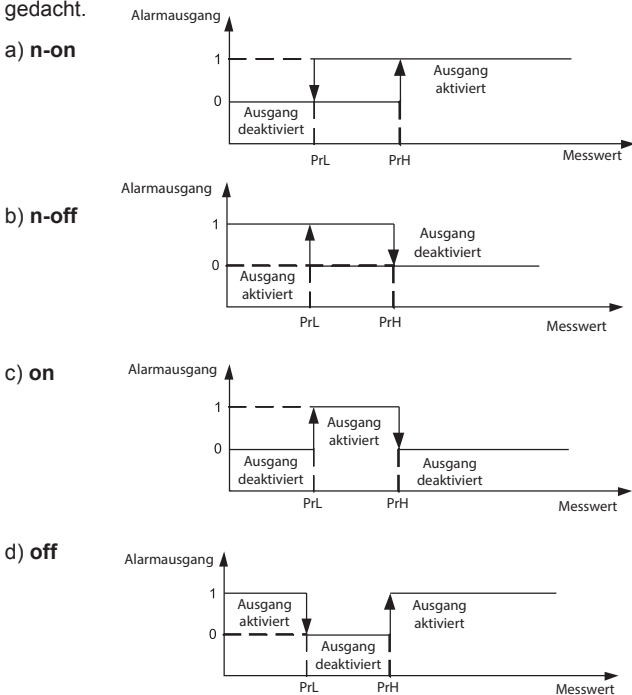 gedacht.
Alarmausgang
a) n-on
1
Ausgang
aktiviert
0
Ausgang
deaktiviert
PrL PrH
Messwert
Alarmausgang
b) n-off
1
Ausgang
deaktiviert
0
Ausgang
aktiviert
PrL PrH
Messwert
c) on
Alarmausgang
1
Ausgang
aktiviert
0
Ausgang
deaktiviert
Ausgang
deaktiviert
PrL PrH
Messwert
d) off
Alarmausgang
1
Ausgang
aktiviert
Ausgang
aktiviert
0
Ausgang
deaktiviert
PrL PrH
Messwert